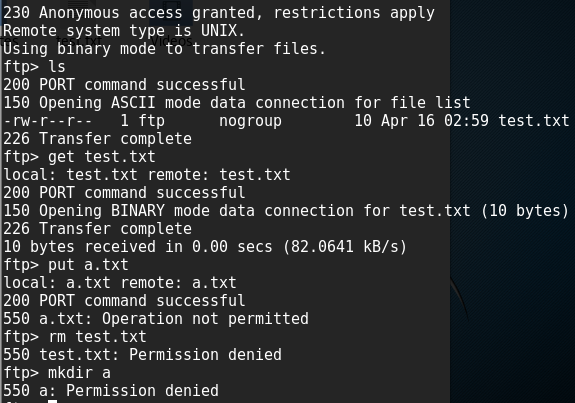 230 Anonymous access granted, restrictions apply
Remote system type is UNIX.
Using binary mode to transfer files.
ftp> ls
200 PORT command successful
150 Opening ASCII mode data connection for file list
-rw-r--r--   1 ftp      nogroup        10 Apr 16 02:59 test.txt
226 Transfer complete
ftp> get test.txt
local: test.txt remote: test.txt
200 PORT command successful
150 Opening BINARY mode data connection for test.txt (10 bytes)
226 Transfer complete
10 bytes received in 0.00 secs (82.0641 kB/s)
ftp> put a.txt
local: a.txt remote: a.txt
200 PORT command successful
550 a.txt: Operation not permitted
ftp> rm test.txt
550 test.txt: Permission denied
ftp> mkdir a
550 a: Permission denied